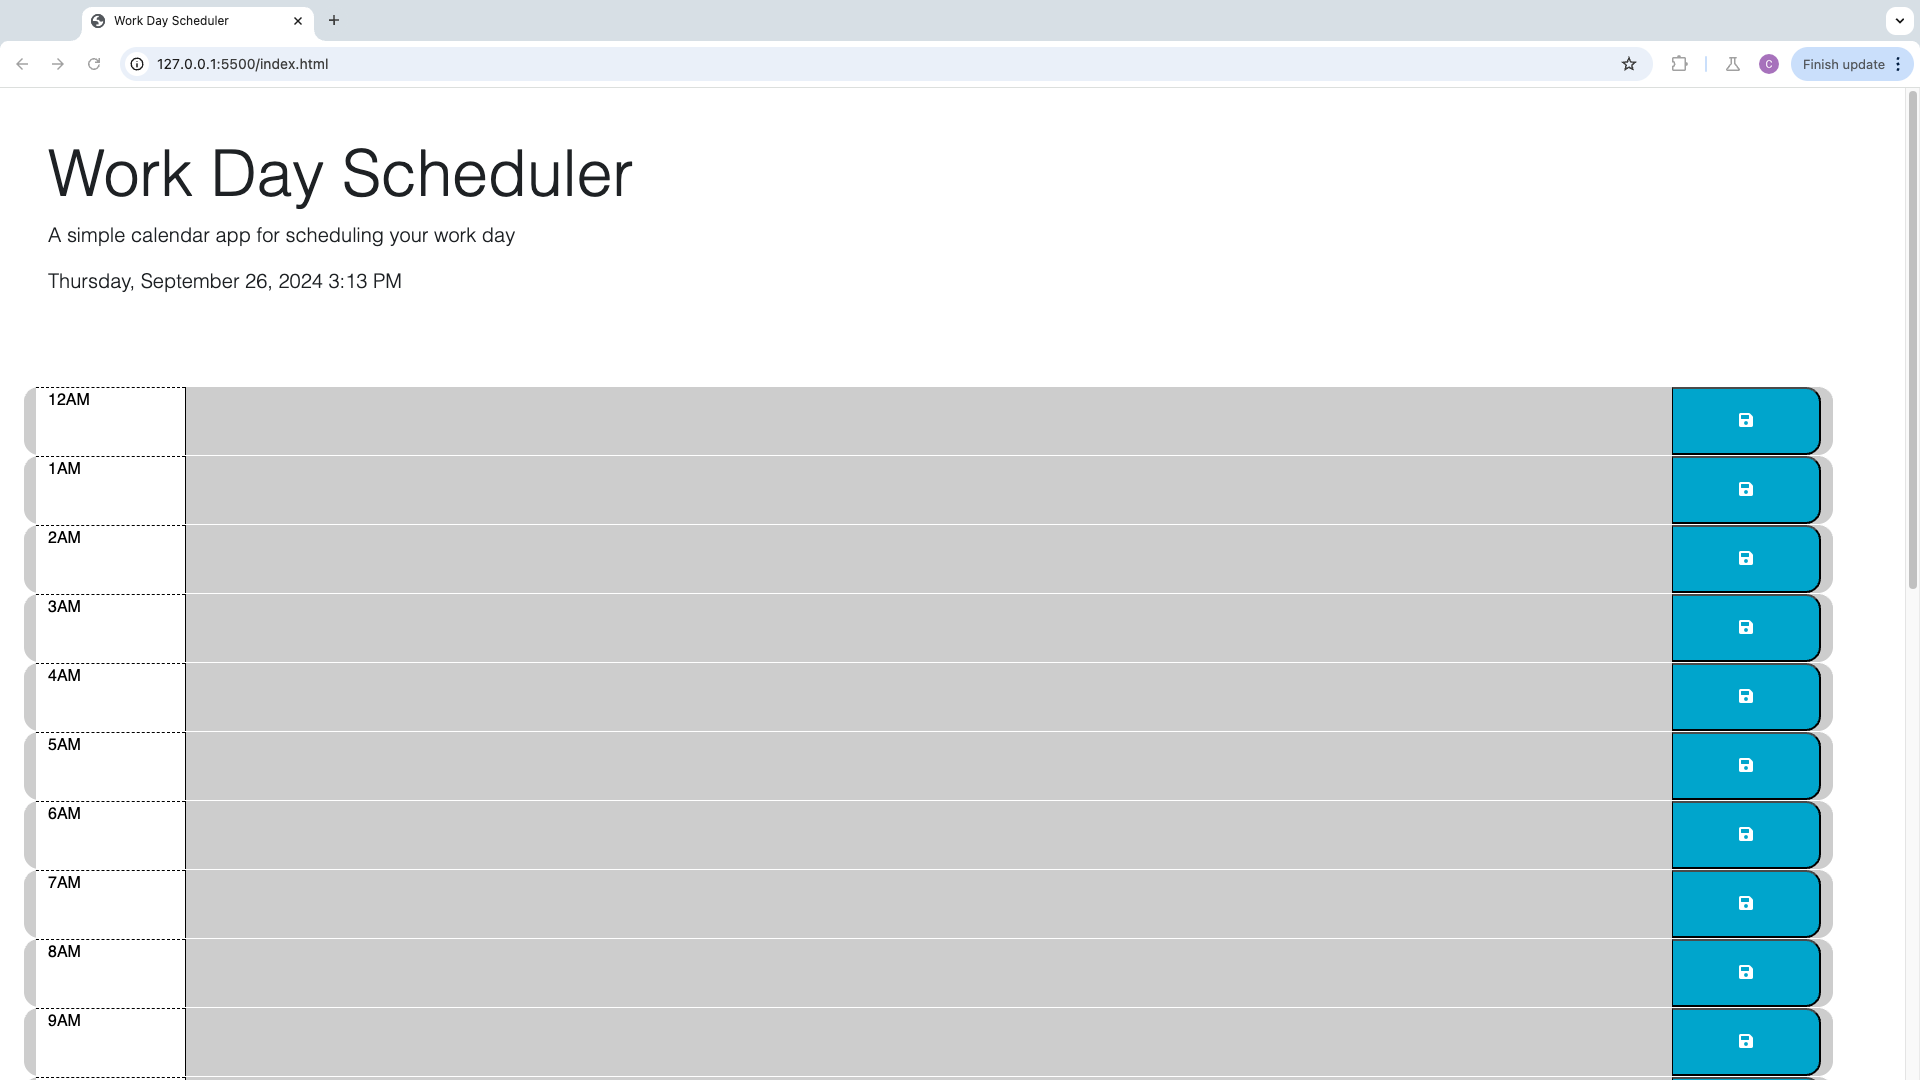 Work Day Scheduler
127.0.0.1:5500/index.html
C
Finish update
Work Day Scheduler
A simple calendar app for scheduling your work day
Thursday, September 26, 2024 3:13 PM
12AM
1AM
2AM
3AM
4AM
5AM
6AM
7AM
8AM
9AM